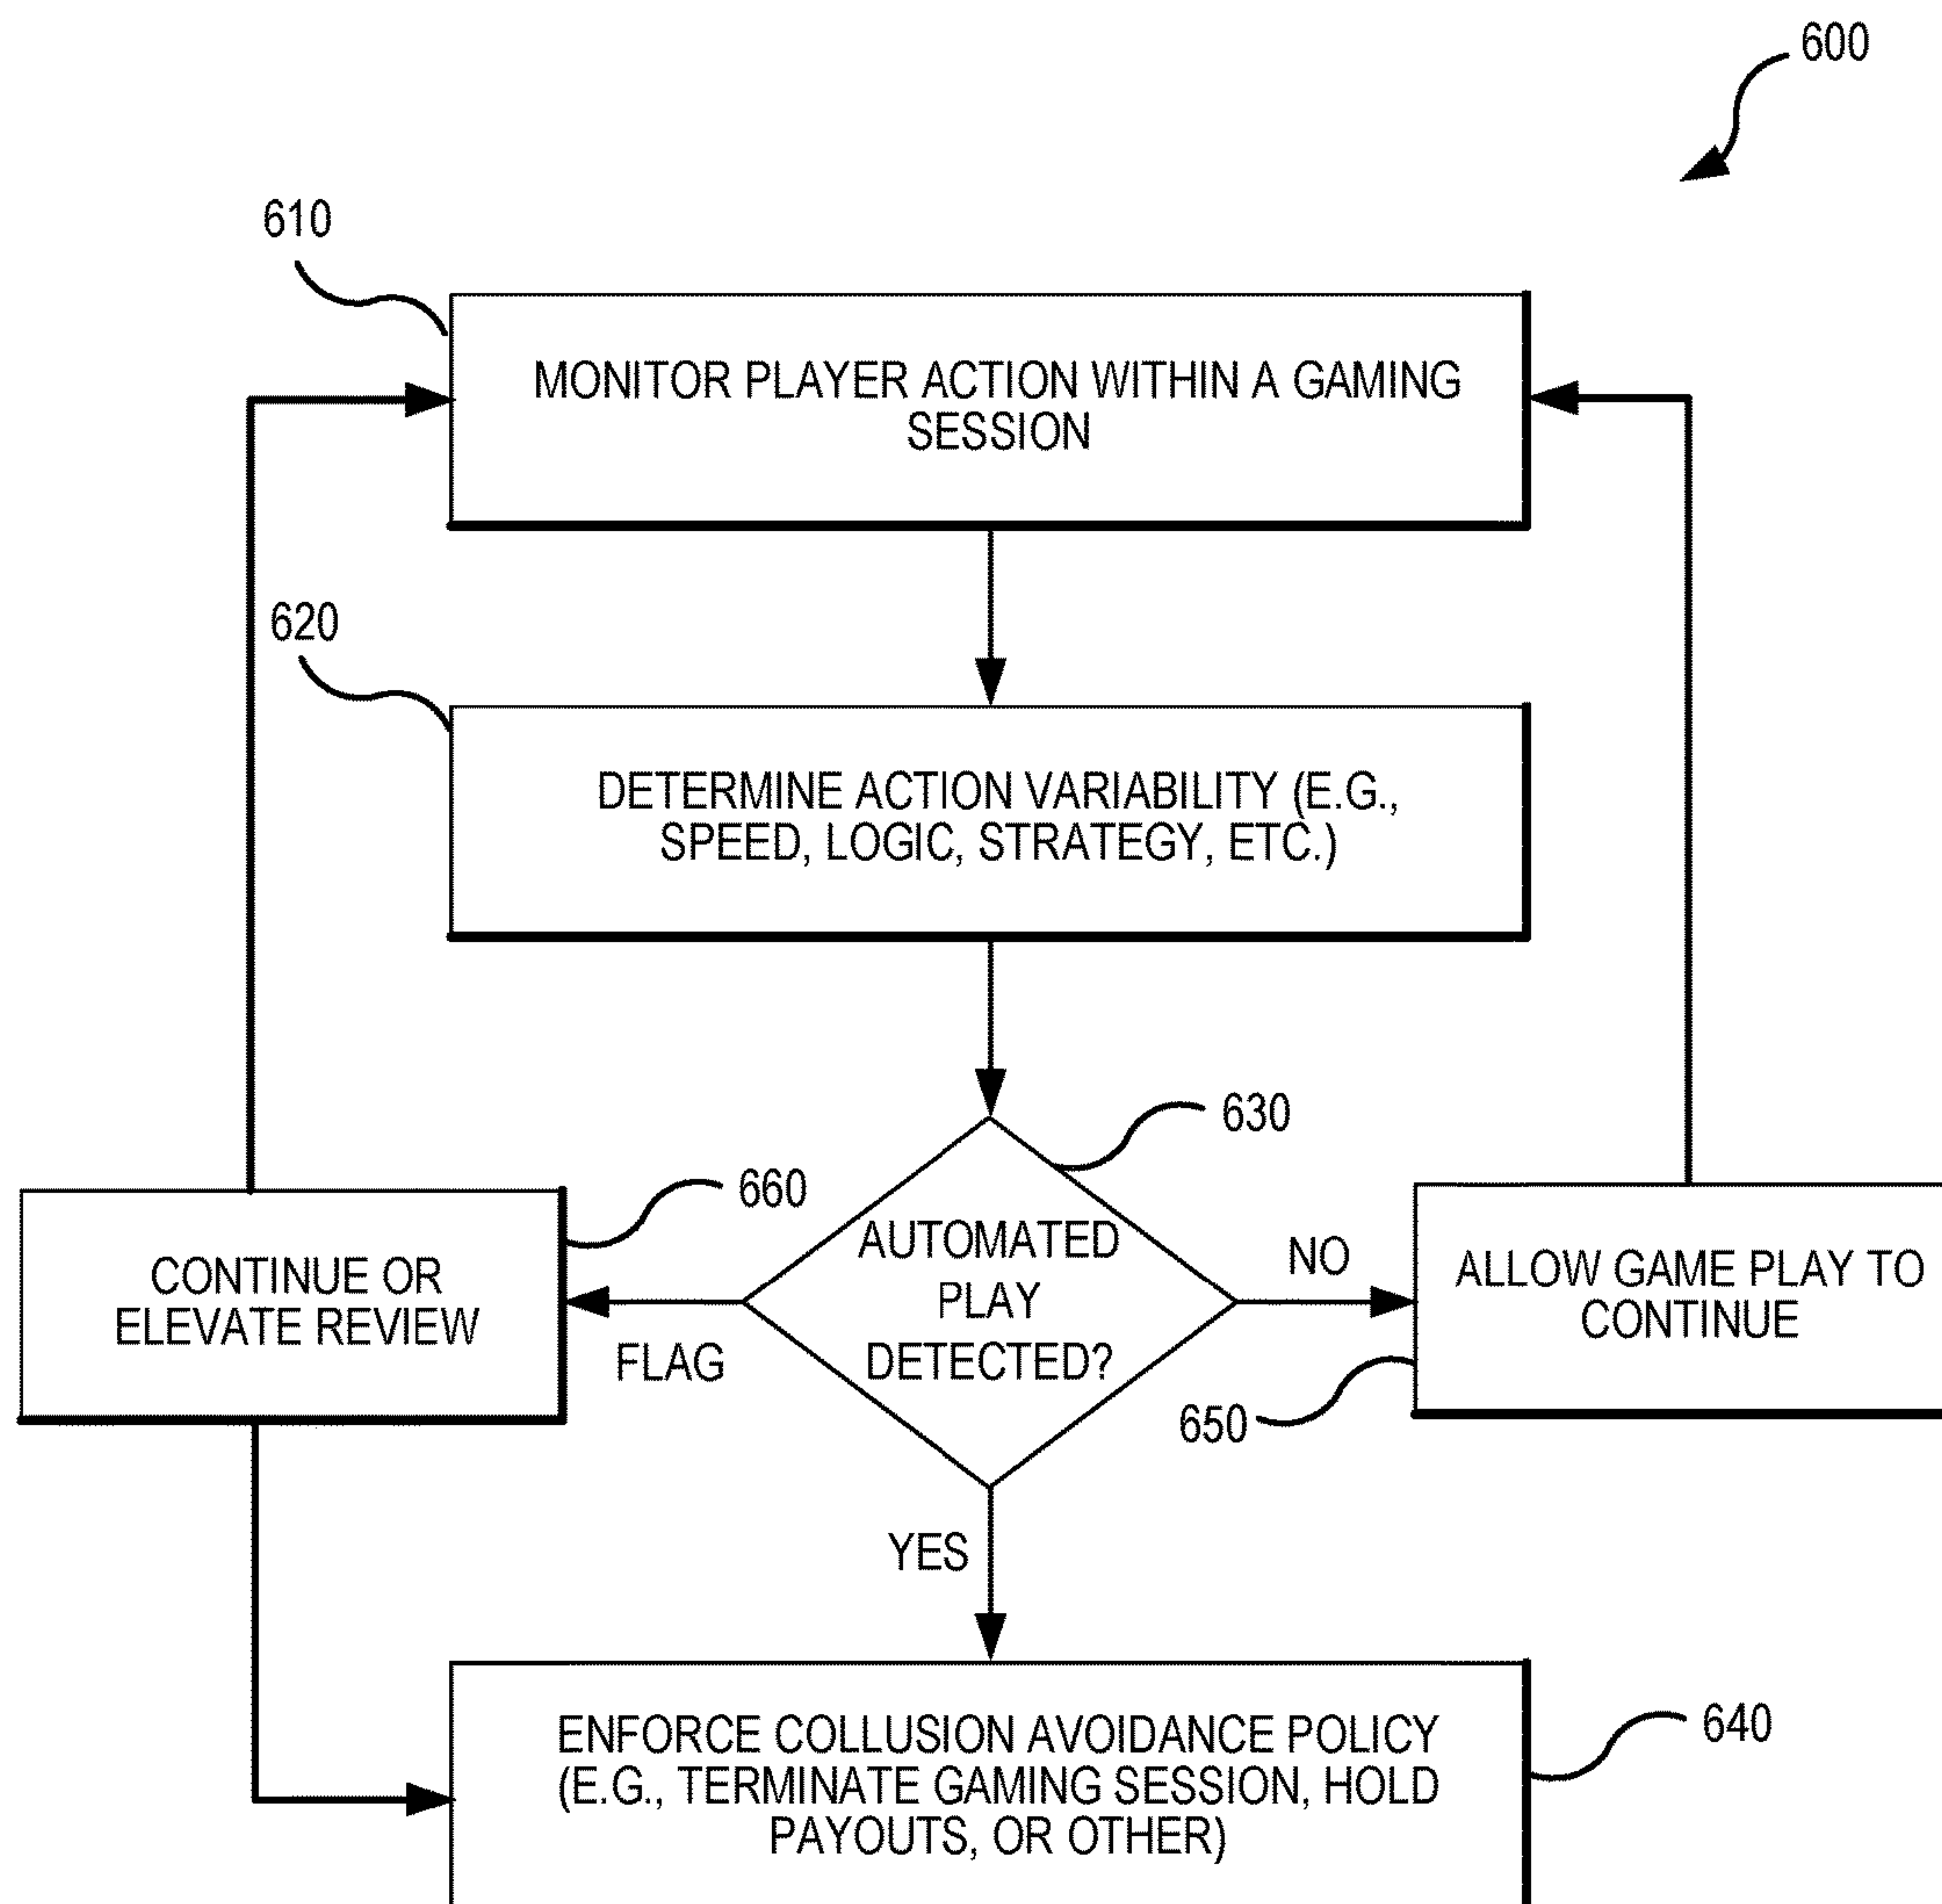 600
610
MONITOR PLAYER ACTION WITHIN A GAMING
SESSION
620
DETERMINE ACTION VARIABILITY (E.G.,
SPEED, LOGIC, STRATEGY, ETC.)
630
AUTOMATED
PLAY
DETECTED?
660
CONTINUE OR
ELEVATE REVIEW
FLAG
NO
ALLOW GAME PLAY TO
CONTINUE
650
YES
ENFORCE COLLUSION AVOIDANCE POLICY
(E.G., TERMINATE GAMING SESSION, HOLD
PAYOUTS, OR OTHER)
640